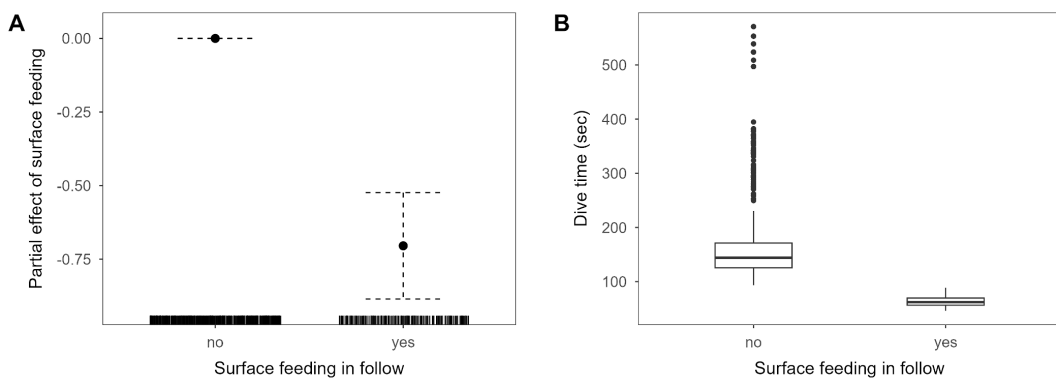 A
Partial effect of surface feeding
0.00
-0.25
-0.50
-0.75
no yes
Surface feeding in follow
B
Dive time (sec)
500
400
300
200
100
no yes
Surface feeding in follow